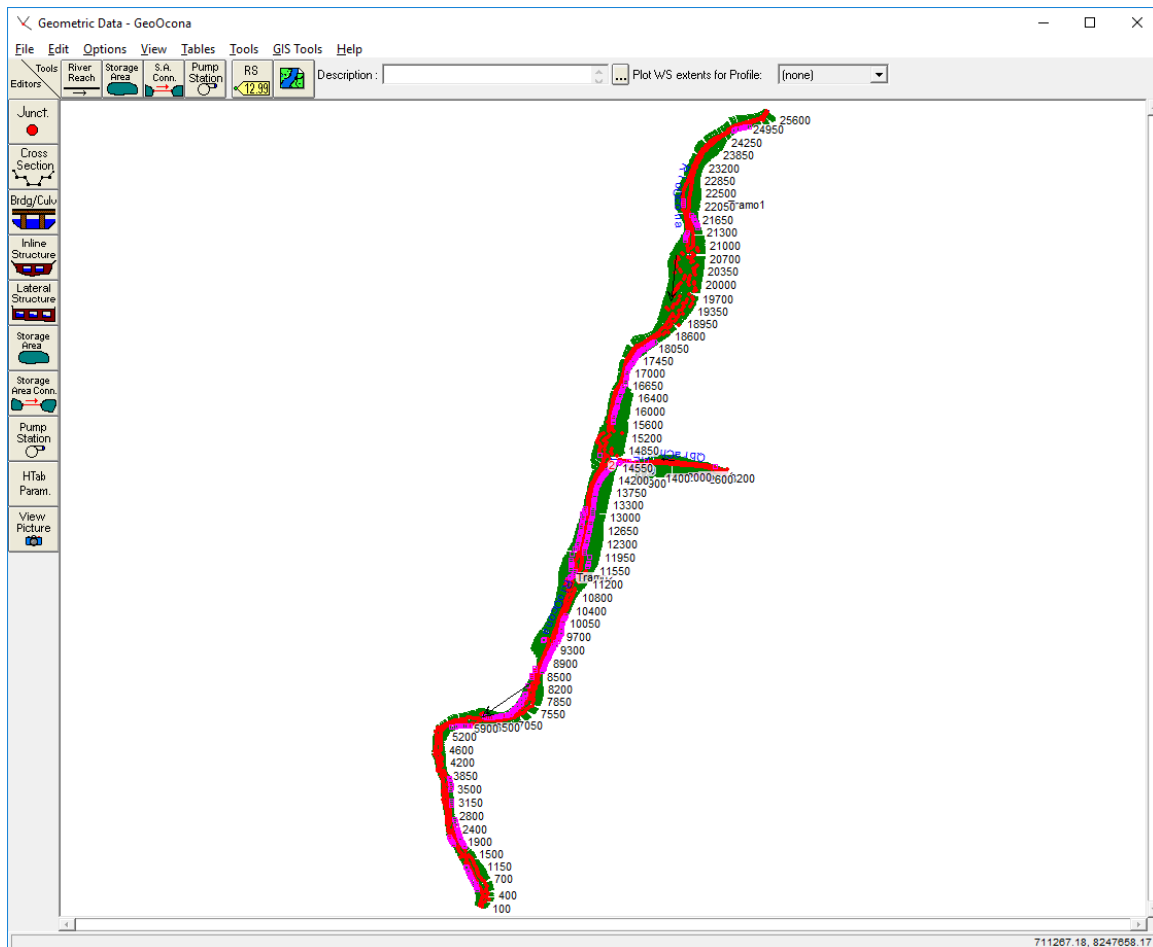 Geometric Data - GeoOcona
File Edit Options View Tables Tools GIS Tools Help
Tools
Editors
River
Reach
Storage
Area
S.A.
Conn.
Pump
Station
RS
12.99
Description :
...
Plot WS extents for Profile:
(none)
Junct.
Cross
Section
Brdg/Culv
Inline
Structure
Lateral
Structure
Storage
Area
Storage
Area Conn.
Pump
Station
HTab
Param.
View
Picture
25600
24950
24250
23850
23200
22850
22500
22050
Tramo1
21650
21300
21000
20700
20350
20000
19700
19350
18950
18600
18050
17450
17000
16650
16400
16000
15600
15200
14850
2
14550
14200
1400
13750
13300
13000
12650
12300
11950
11550
11200
10800
10400
10050
9700
9300
8900
8500
8200
7850
7550
7050
5900
5200
4600
4200
3850
3500
3150
2800
2400
1900
1500
1150
700
400
100
711267.18, 8247658.17